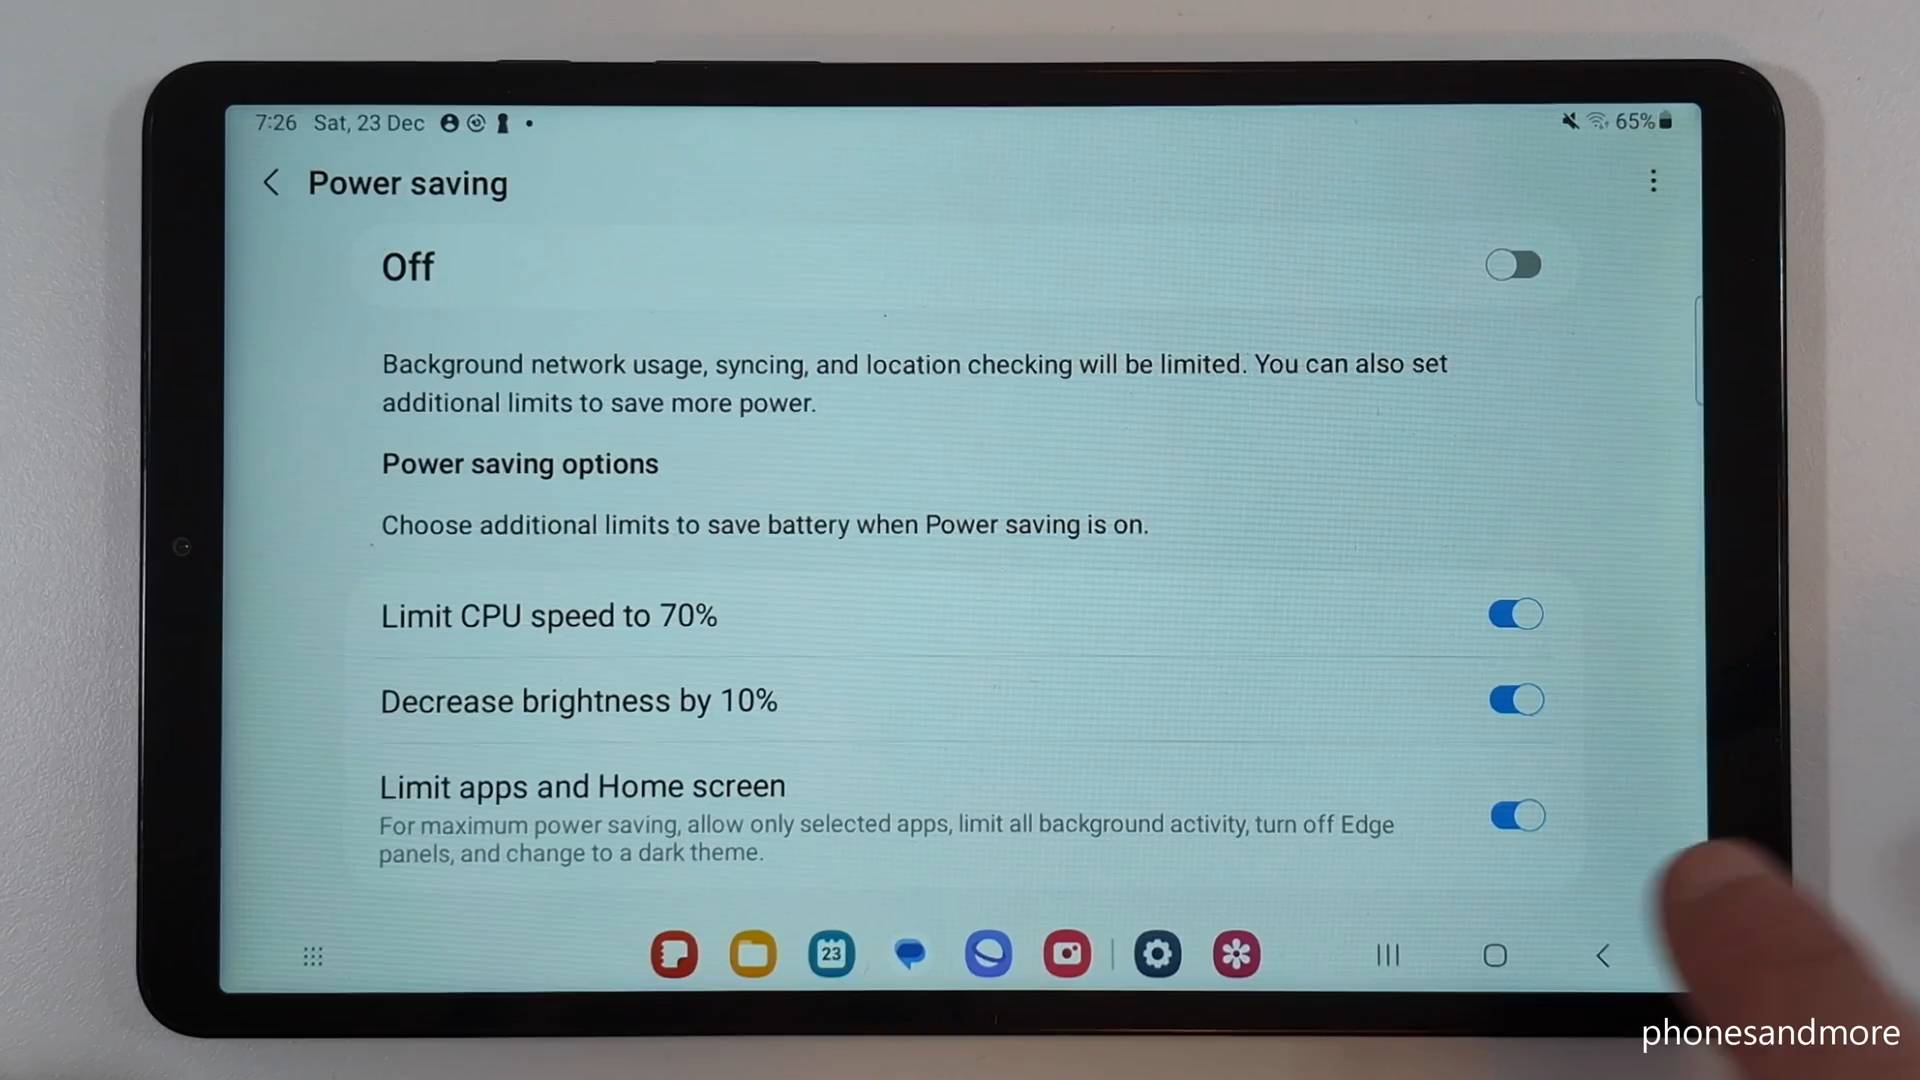 7:26 Sat, 23 Dec
65%
Power saving
Off
Background network usage, syncing, and location checking will be limited. You can also set
additional limits to save more power.
Power saving options
Choose additional limits to save battery when Power saving is on.
Limit CPU speed to 70%
Decrease brightness by 10%
Limit apps and Home screen
For maximum power saving, allow only selected apps, limit all background activity, turn off Edge
panels, and change to a dark theme.
23
phonesandmore